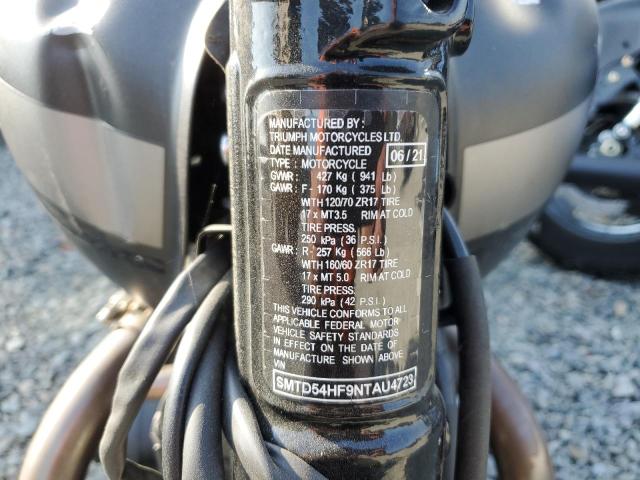 MANUFACTURED BY :
TRIUMPH MOTORCYCLES LTD.
DATE MANUFACTURED 06 / 21
TYPE : MOTORCYCLE
GVWR : 427 Kg ( 941 Lb )
GAWR : F - 170 Kg ( 375 Lb )
WITH 120/70 ZR17 TIRE
17 x MT3.5 RIM AT COLD
TIRE PRESS.
250 kPa ( 36 P.S.I. )
GAWR : R- 257 Kg ( 566 Lb )
WITH 160/60 ZR17 TIRE
17 x MT 5.0 RIM AT COLD
TIRE PRESS.
290 kPa ( 42 P.S.I. )
THIS VEHICLE CONFORMS TO ALL
APPLICABLE FEDERAL MOTOR
VEHICLE SAFETY STANDARDS
IN EFFECT ON THE DATE OF
MANUFACTURE SHOWN ABOVE
VIN
SMTD54HF9NTAU4723